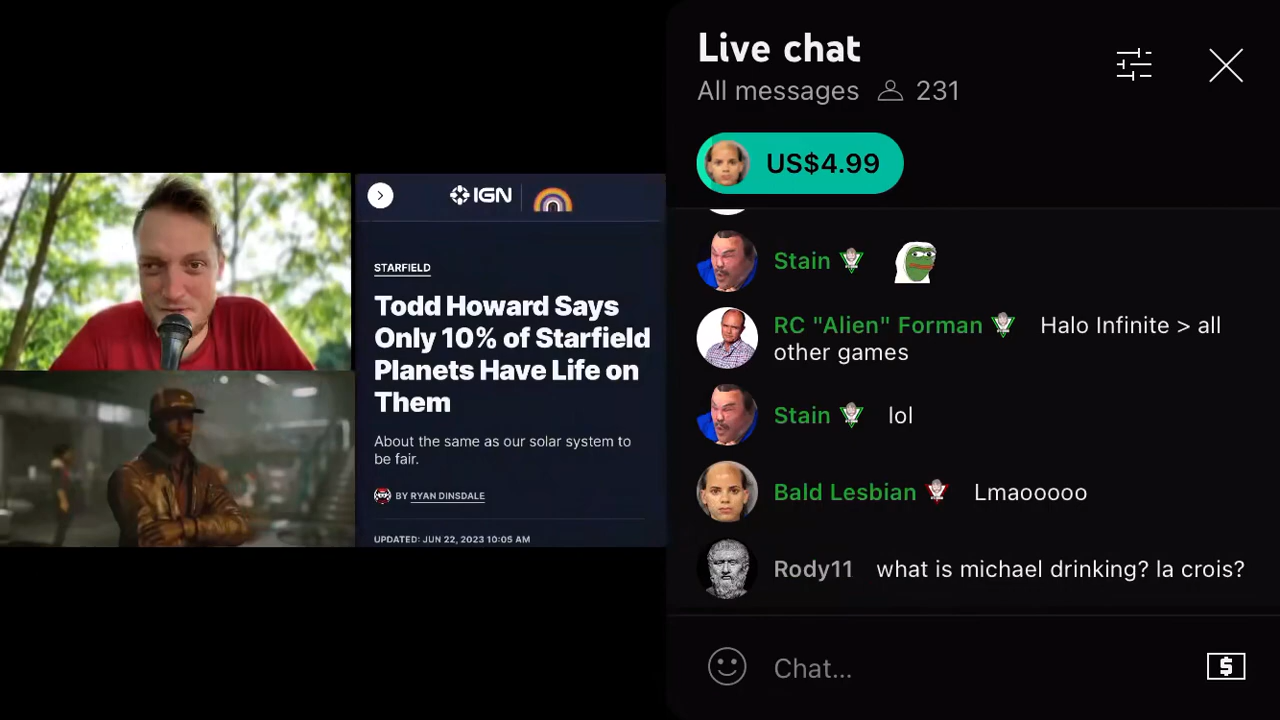 IGN
STARFIELD
Todd Howard Says
Only 10% of Starfield
Planets Have Life on
Them
About the same as our solar system to
be fair.
BY RYAN DINSDALE
UPDATED: JUN 22, 2023 10:05 AM
Live chat
All messages 231
US$4.99
Stain
RC "Alien" Forman Halo Infinite > all
other games
Stain lol
Bald Lesbian Lmaooooo
Rody11 what is michael drinking? la crois?
Chat...
$